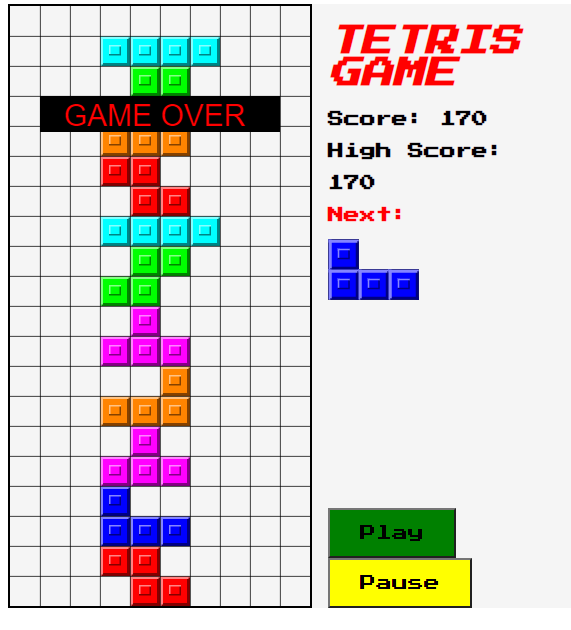 GAME OVER
TETRIS
GAME
Score: 170
High Score:
170
Next:
Play
Pause